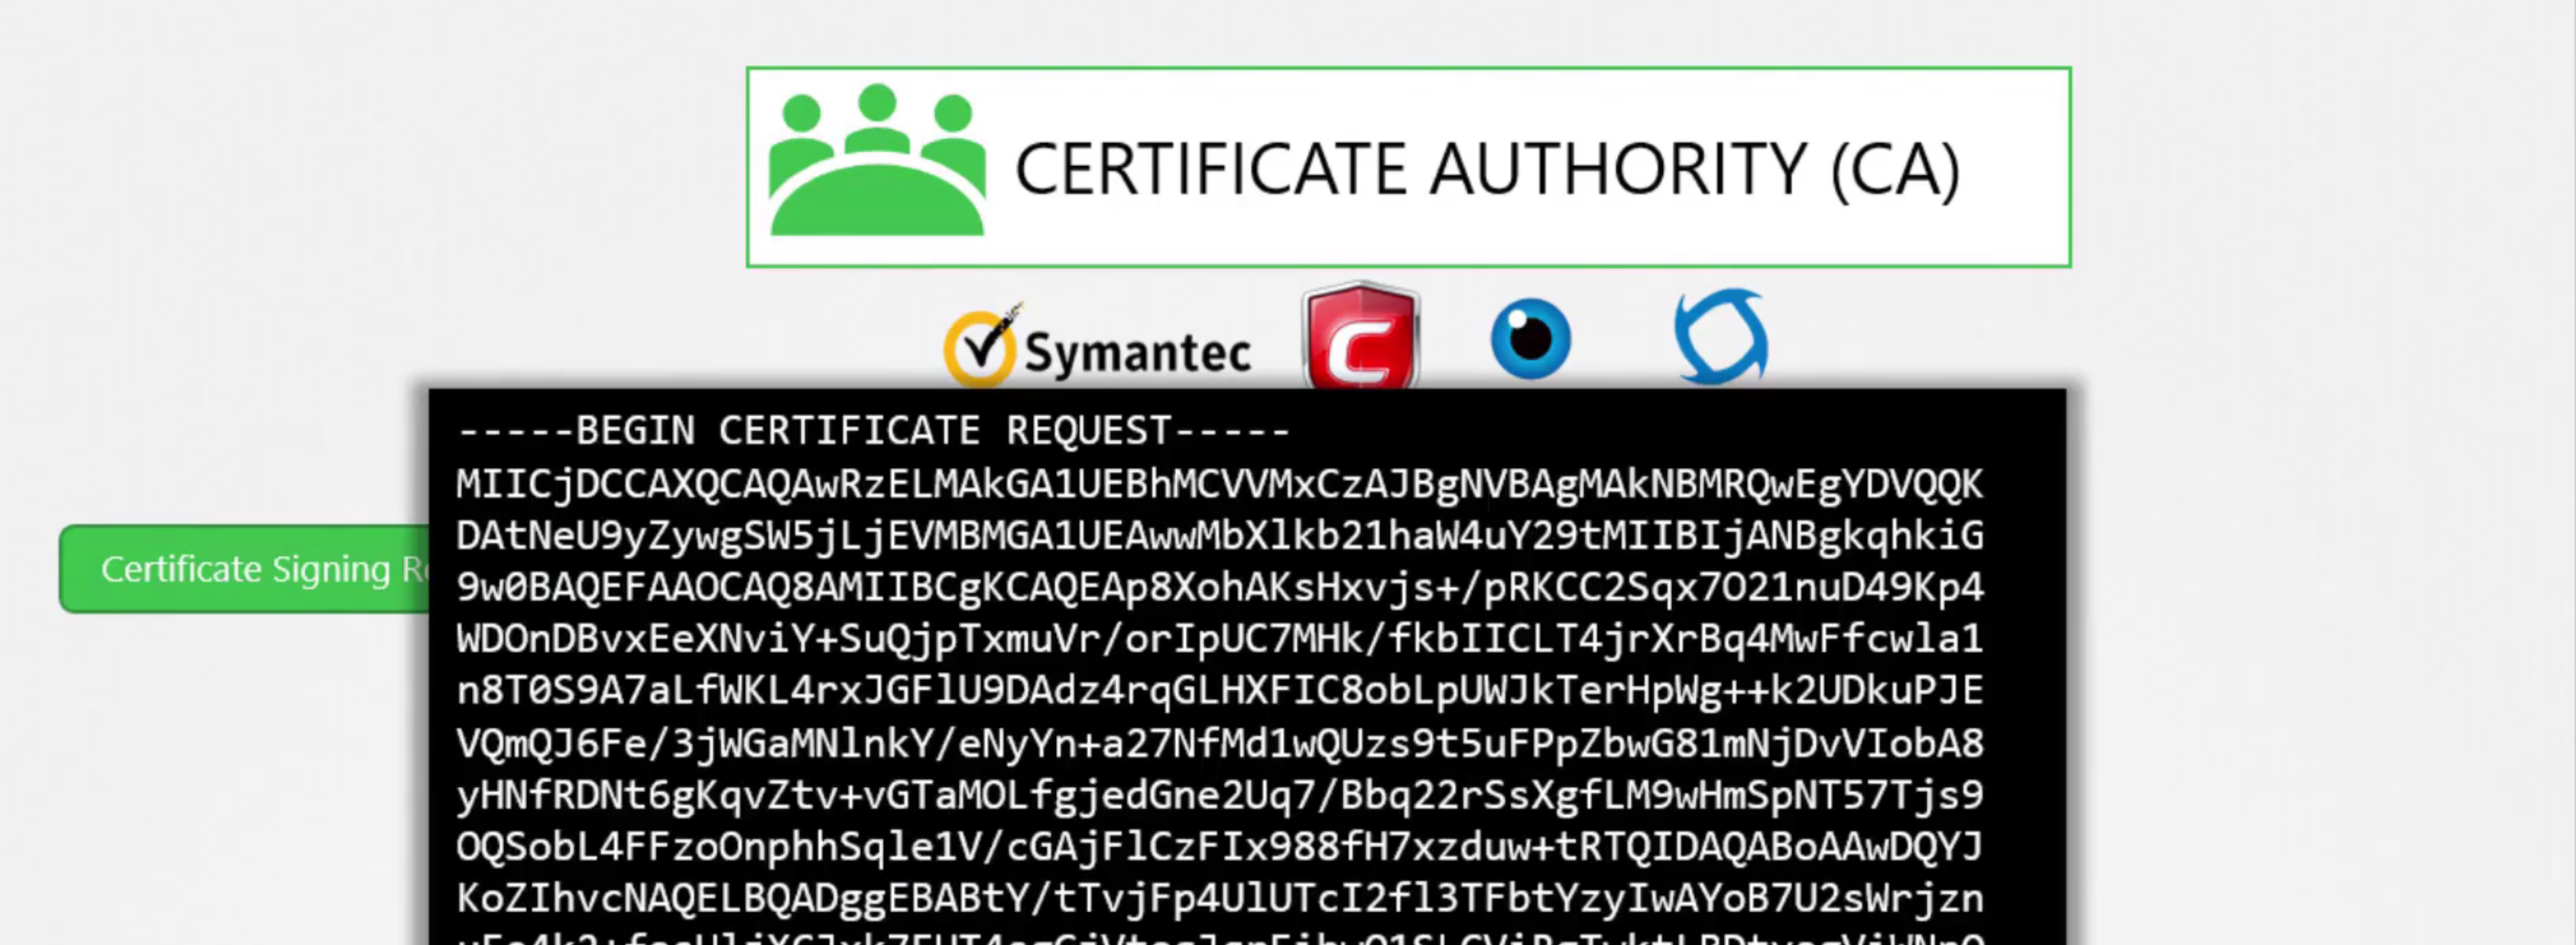 CERTIFICATE AUTHORITY (CA)
Symantec
C
-----BEGIN CERTIFICATE REQUEST-----
MIICjDCCAXQCAQAwRzELMAkGA1UEBhMCVVMxCzAJBgNVBAgMAkNBMRQwEgYDVQQK
DAtNeU9yZywgSW5jLjEVMBMGA1UEAwwMbXlkb21haW4uY29tMIIBIjANBgkqhkiG
9w0BAQEFAAOCAQ8AMIIBCgKCAQEAp8XohAKsHxvjs+/pRKCC2Sqx7O21nuD49Kp4
WDOnDBvxEeXNviY+SuQjpTxmuVr/orIpUC7MHk/fkbIICLT4jrXrBq4MwFfcwla1
n8T0S9A7aLfWKL4rxJGFlU9DAdz4rqGLHXFIC8obLpUWJkTerHpWg++k2UDkuPJE
VQmQJ6Fe/3jWGaMNlnkY/eNyYn+a27NfMd1wQUzs9t5uFPpZbwG81mNjDvVIobA8
yHNfRDNt6gKqvZtv+vGTaMOLfgjedGne2Uq7/Bbq22rSsXgfLM9wHmSpNT57Tjs9
OQSobL4FFzoOnphhSqle1V/cGAjFlCzFIx988fH7xzduw+tRTQIDAQABoAAwDQYJ
KoZIhvcNAQELBQADggEBABtY/tTvjFp4UlUTcI2fl3TFbtYzyIwAYoB7U2sWrjzn
Certificate Signing